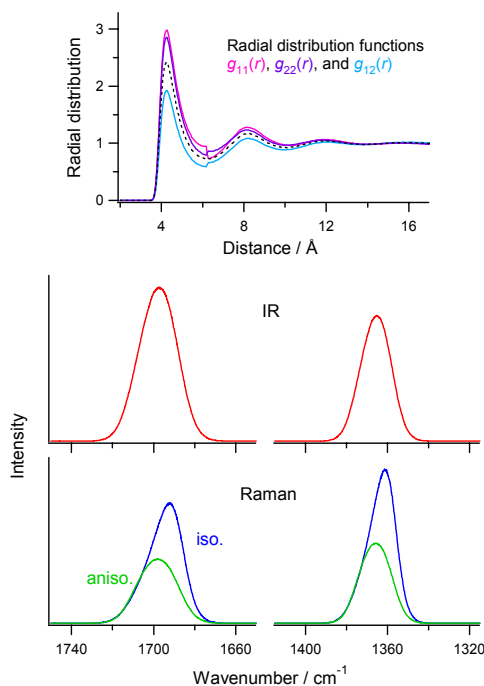 Radial distribution functions
g₁₁(r), g₂₂(r), and g₁₂(r)
Radial distribution
3
2
1
0
4
8
12
16
Distance / Å
IR
Intensity
Raman
iso.
aniso.
1740
1700
1660
1400
1360
1320
Wavenumber / cm⁻¹